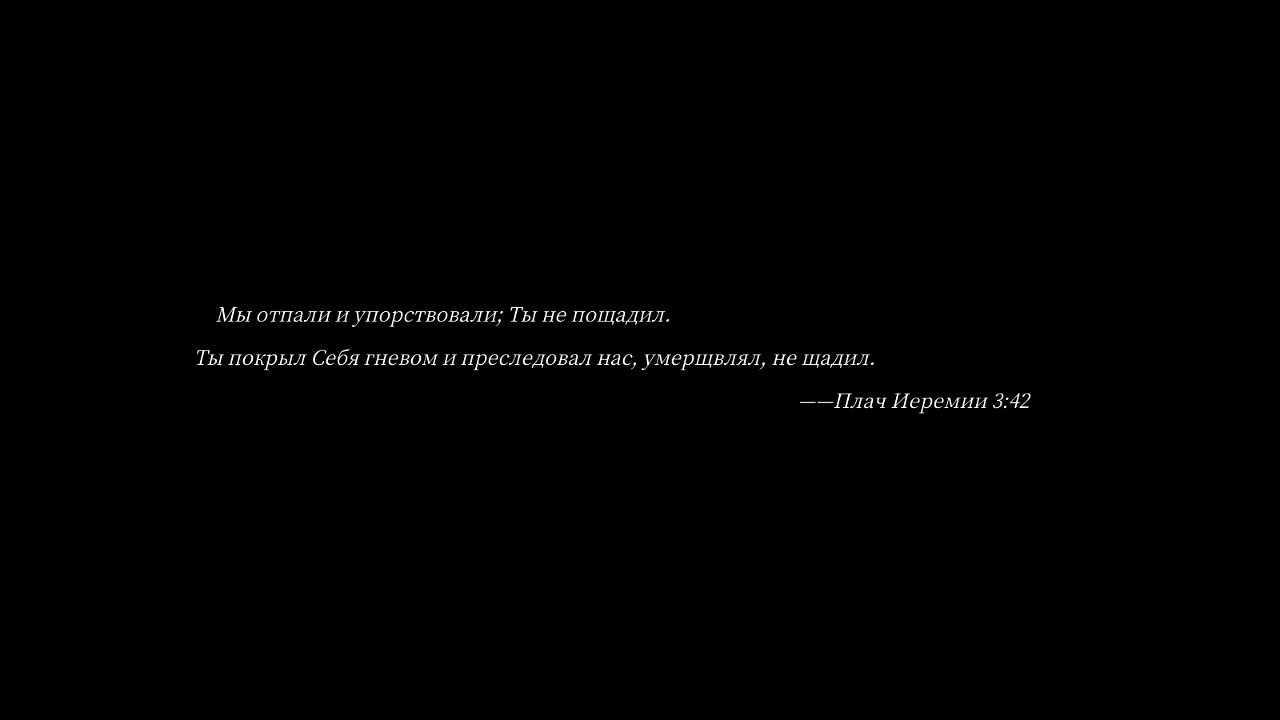 Мы отпали и упорствовали; Ты не пощадил.
Ты покрыл Себя гневом и преследовал нас, умерщвлял, не щадил.
——Плач Иеремии 3:42